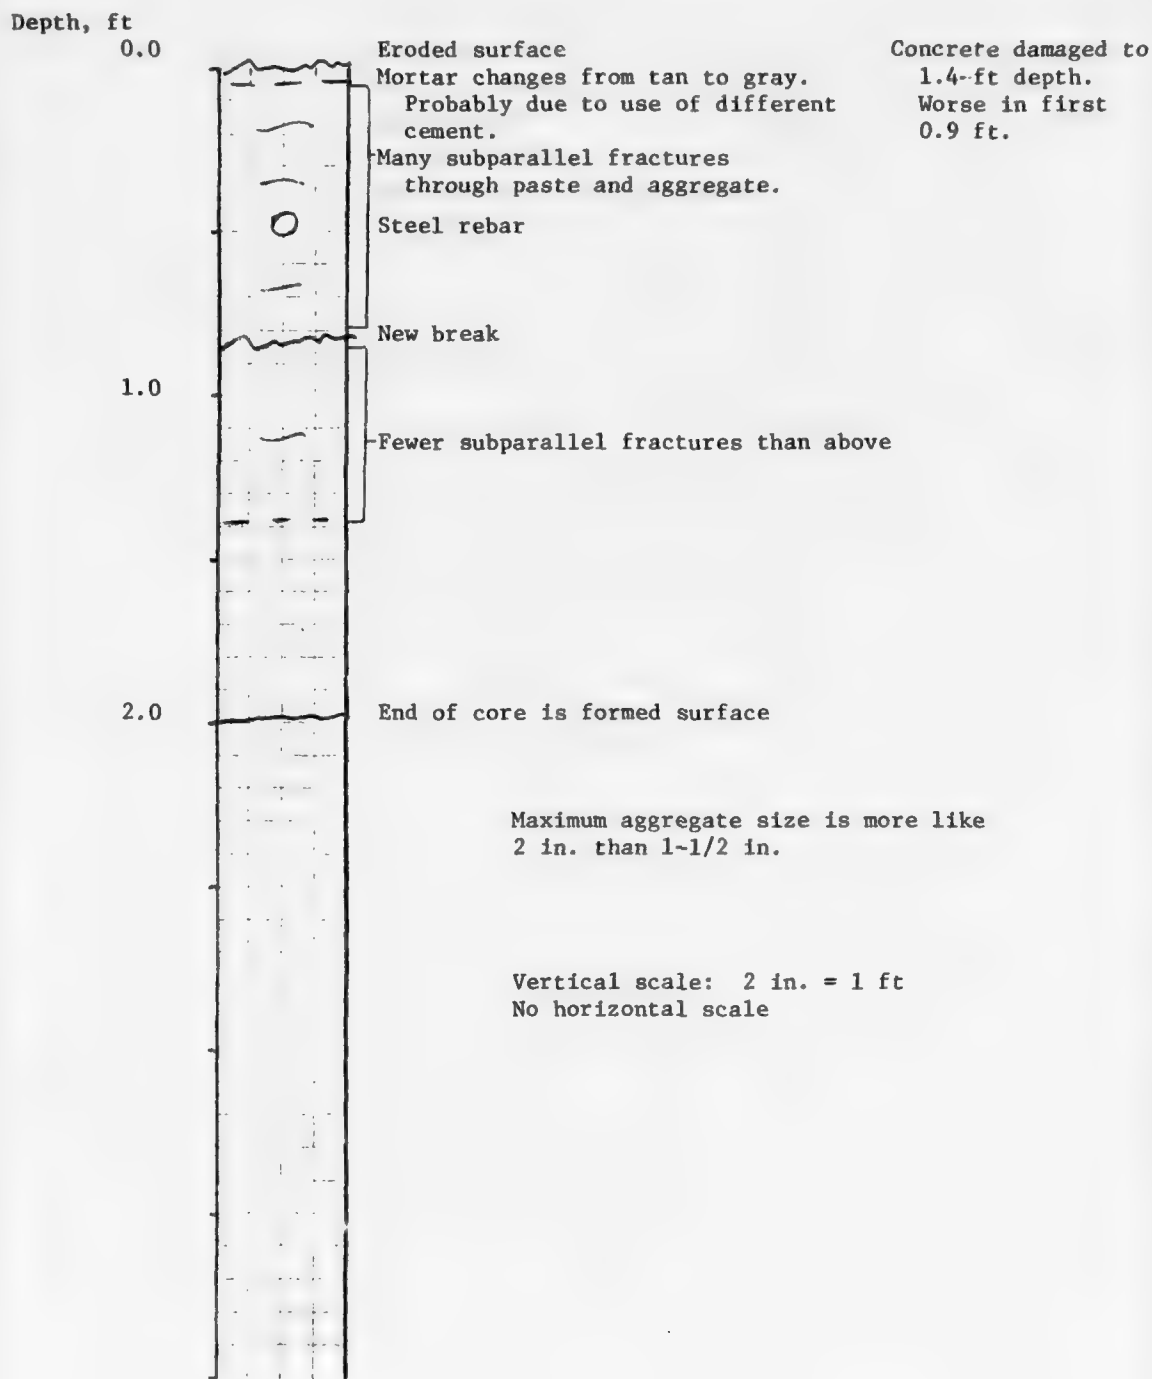 Depth, ft
0.0
Eroded surface
Mortar changes from tan to gray.
Probably due to use of different
cement.
Many subparallel fractures
through paste and aggregate.
Steel rebar
New break
1.0
Fewer subparallel fractures than above
2.0
End of core is formed surface
Maximum aggregate size is more like
2 in. than 1-1/2 in.
Vertical scale: 2 in. = 1 ft
No horizontal scale
Concrete damaged to
1.4-ft depth.
Worse in first
0.9 ft.